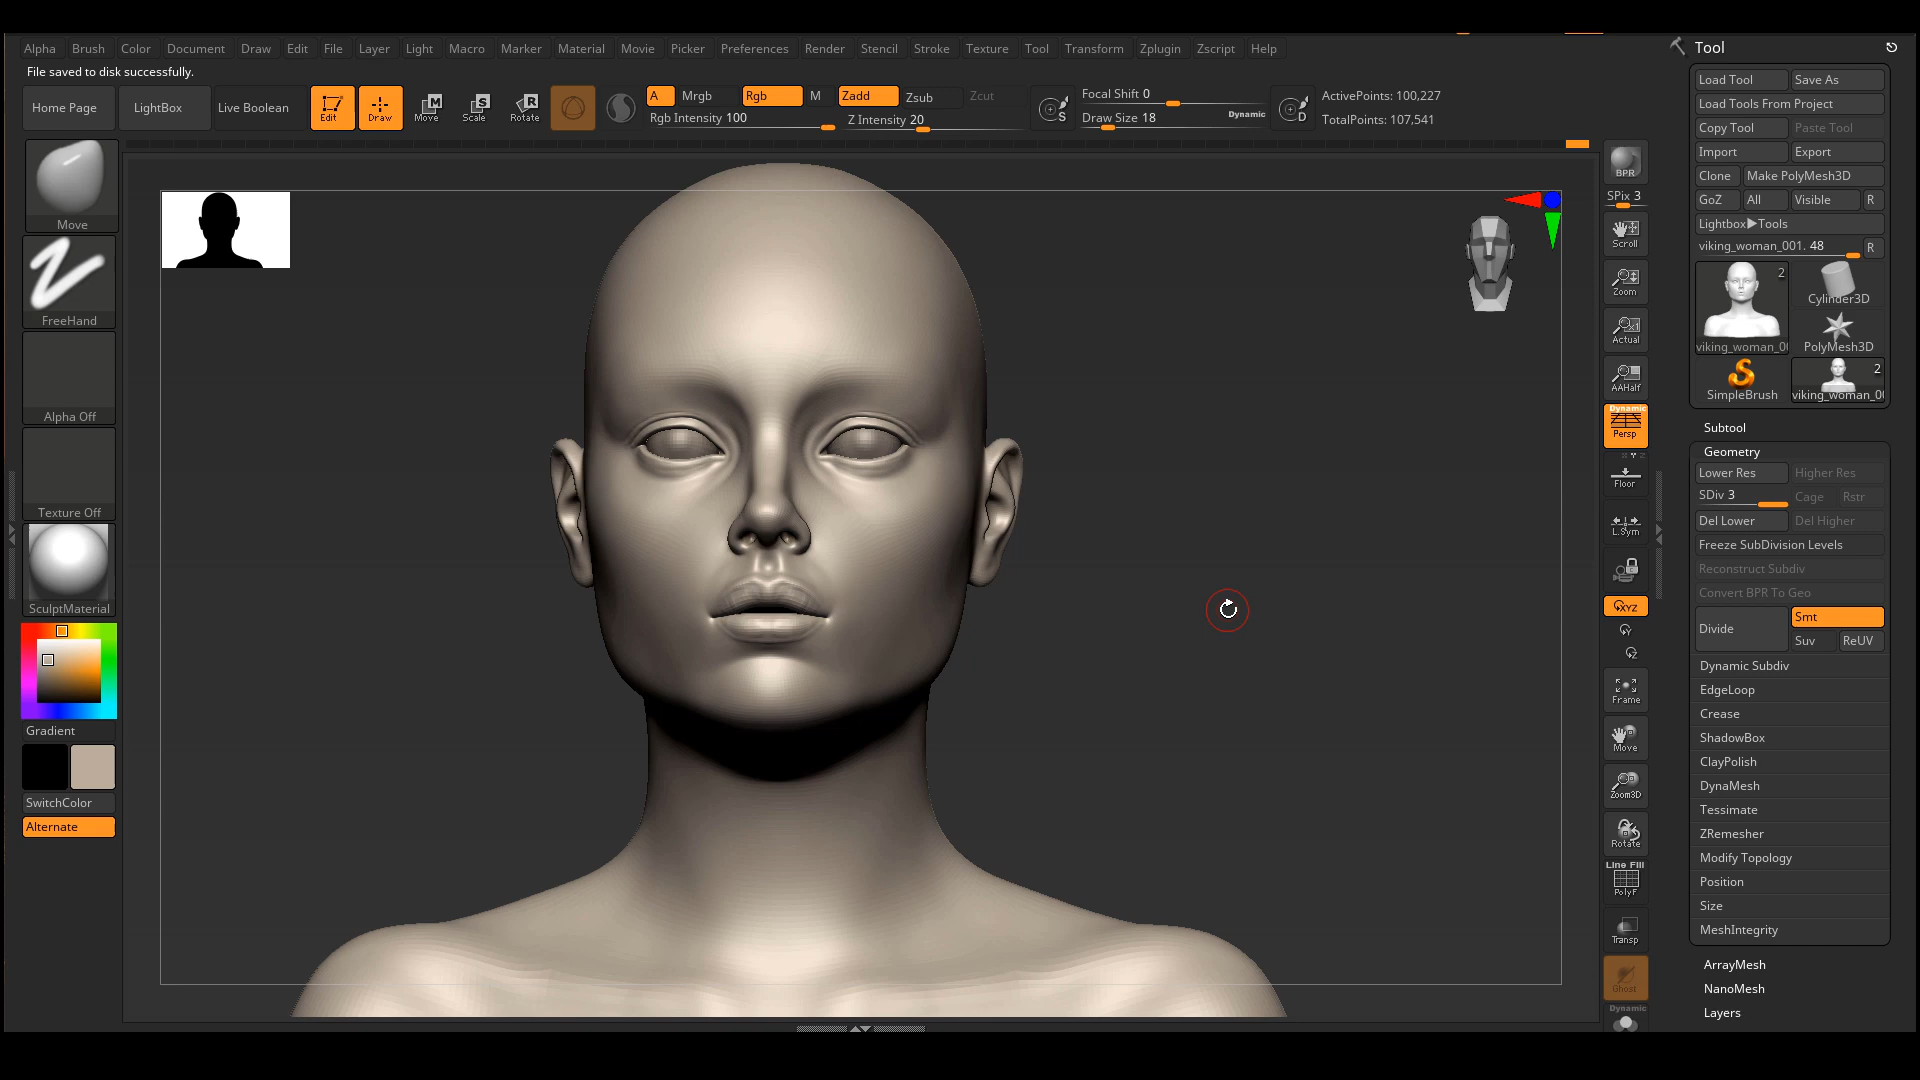 Alpha Brush Color Document Draw Edit File Layer Light Macro Marker Material Movie Picker Preferences Render Stencil Stroke Texture Tool Transform Zplugin Zscript Help
File saved to disk successfully.
Home Page LightBox Live Boolean Edit Draw Move Scale Rotate
A Mrgb Rgb M Zadd Zsub Zcut
Rgb Intensity 100 Z Intensity 20
Focal Shift 0
Draw Size 18 Dynamic
ActivePoints: 100,227
TotalPoints: 107,541
Move
FreeHand
Alpha Off
Texture Off
SculptMaterial
Gradient
SwitchColor
Alternate
BPR
SPix 3
Scroll
Zoom
Actual
AAHalf
Dynamic
Persp
Floor
L.Sym
XYZ
Y
Z
Frame
Move
Zoom3D
Rotate
Line Fill
PolyF
Transp
Ghost
Dynamic
Tool
Load Tool Save As
Load Tools From Project
Copy Tool Paste Tool
Import Export
Clone Make PolyMesh3D
GoZ All Visible R
Lightbox▶Tools
viking_woman_001. 48 R
2
Cylinder3D
viking_woman_00 PolyMesh3D
2
SimpleBrush viking_woman_00
Subtool
Geometry
Lower Res Higher Res
SDiv 3 Cage Rstr
Del Lower Del Higher
Freeze SubDivision Levels
Reconstruct Subdiv
Convert BPR To Geo
Divide Smt
Suv ReUV
Dynamic Subdiv
EdgeLoop
Crease
ShadowBox
ClayPolish
DynaMesh
Tessimate
ZRemesher
Modify Topology
Position
Size
MeshIntegrity
ArrayMesh
NanoMesh
Layers